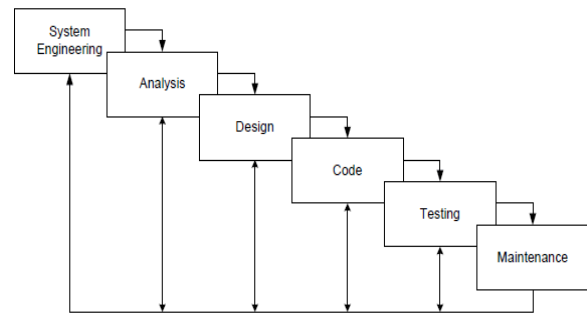 System
Engineering
Analysis
Design
Code
Testing
Maintenance